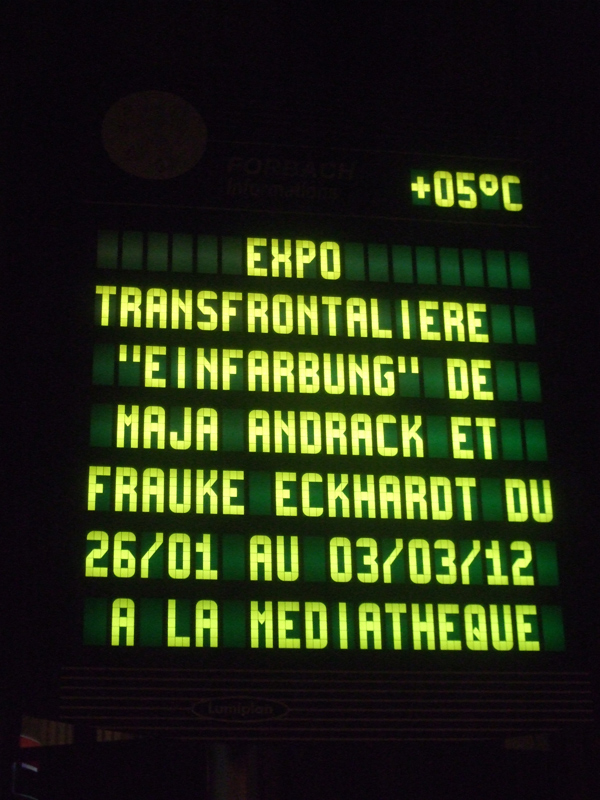 FORBACH
Informations
+05°C
EXPO
TRANSFRONTALIERE
"EINFARBUNG" DE
MAJA ANDRACK ET
FRAUKE ECKHARDT DU
26/01 AU 03/03/12
A LA MEDIATHEQUE
Lumiplan